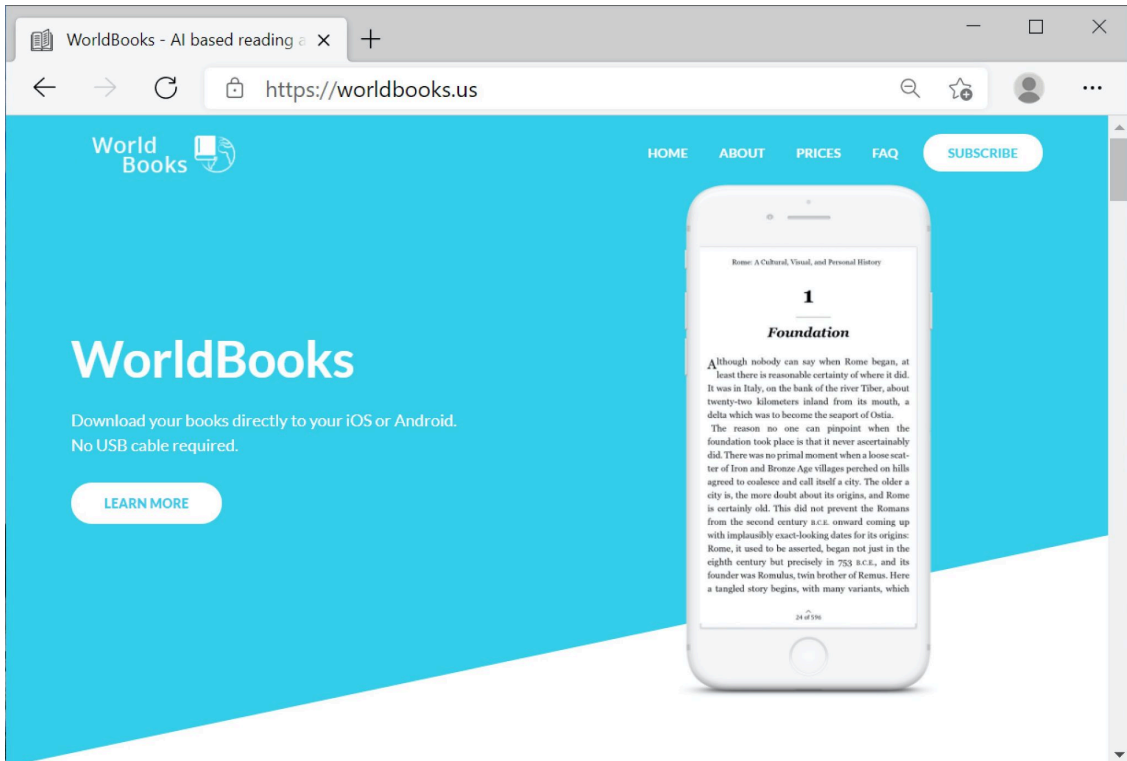 WorldBooks - AI based reading a
https://worldbooks.us
World
Books
HOME ABOUT PRICES FAQ SUBSCRIBE
WorldBooks
Download your books directly to your iOS or Android.
No USB cable required.
LEARN MORE
Rome: A Cultural, Visual, and Personal History
1
Foundation
Although nobody can say when Rome began, at
least there is reasonable certainty of where it did.
It was in Italy, on the bank of the river Tiber, about
twenty-two kilometers inland from its mouth, a
delta which was to become the seaport of Ostia.
The reason no one can pinpoint when the
foundation took place is that it never ascertainably
did. There was no primal moment when a loose scat-
ter of Iron and Bronze Age villages perched on hills
agreed to coalesce and call itself a city. The older a
city is, the more doubt about its origins, and Rome
is certainly old. This did not prevent the Romans
from the second century B.C.E. onward coming up
with implausibly exact-looking dates for its origins:
Rome, it used to be asserted, began not just in the
eighth century but precisely in 753 B.C.E., and its
founder was Romulus, twin brother of Remus. Here
a tangled story begins, with many variants, which
24 of 596